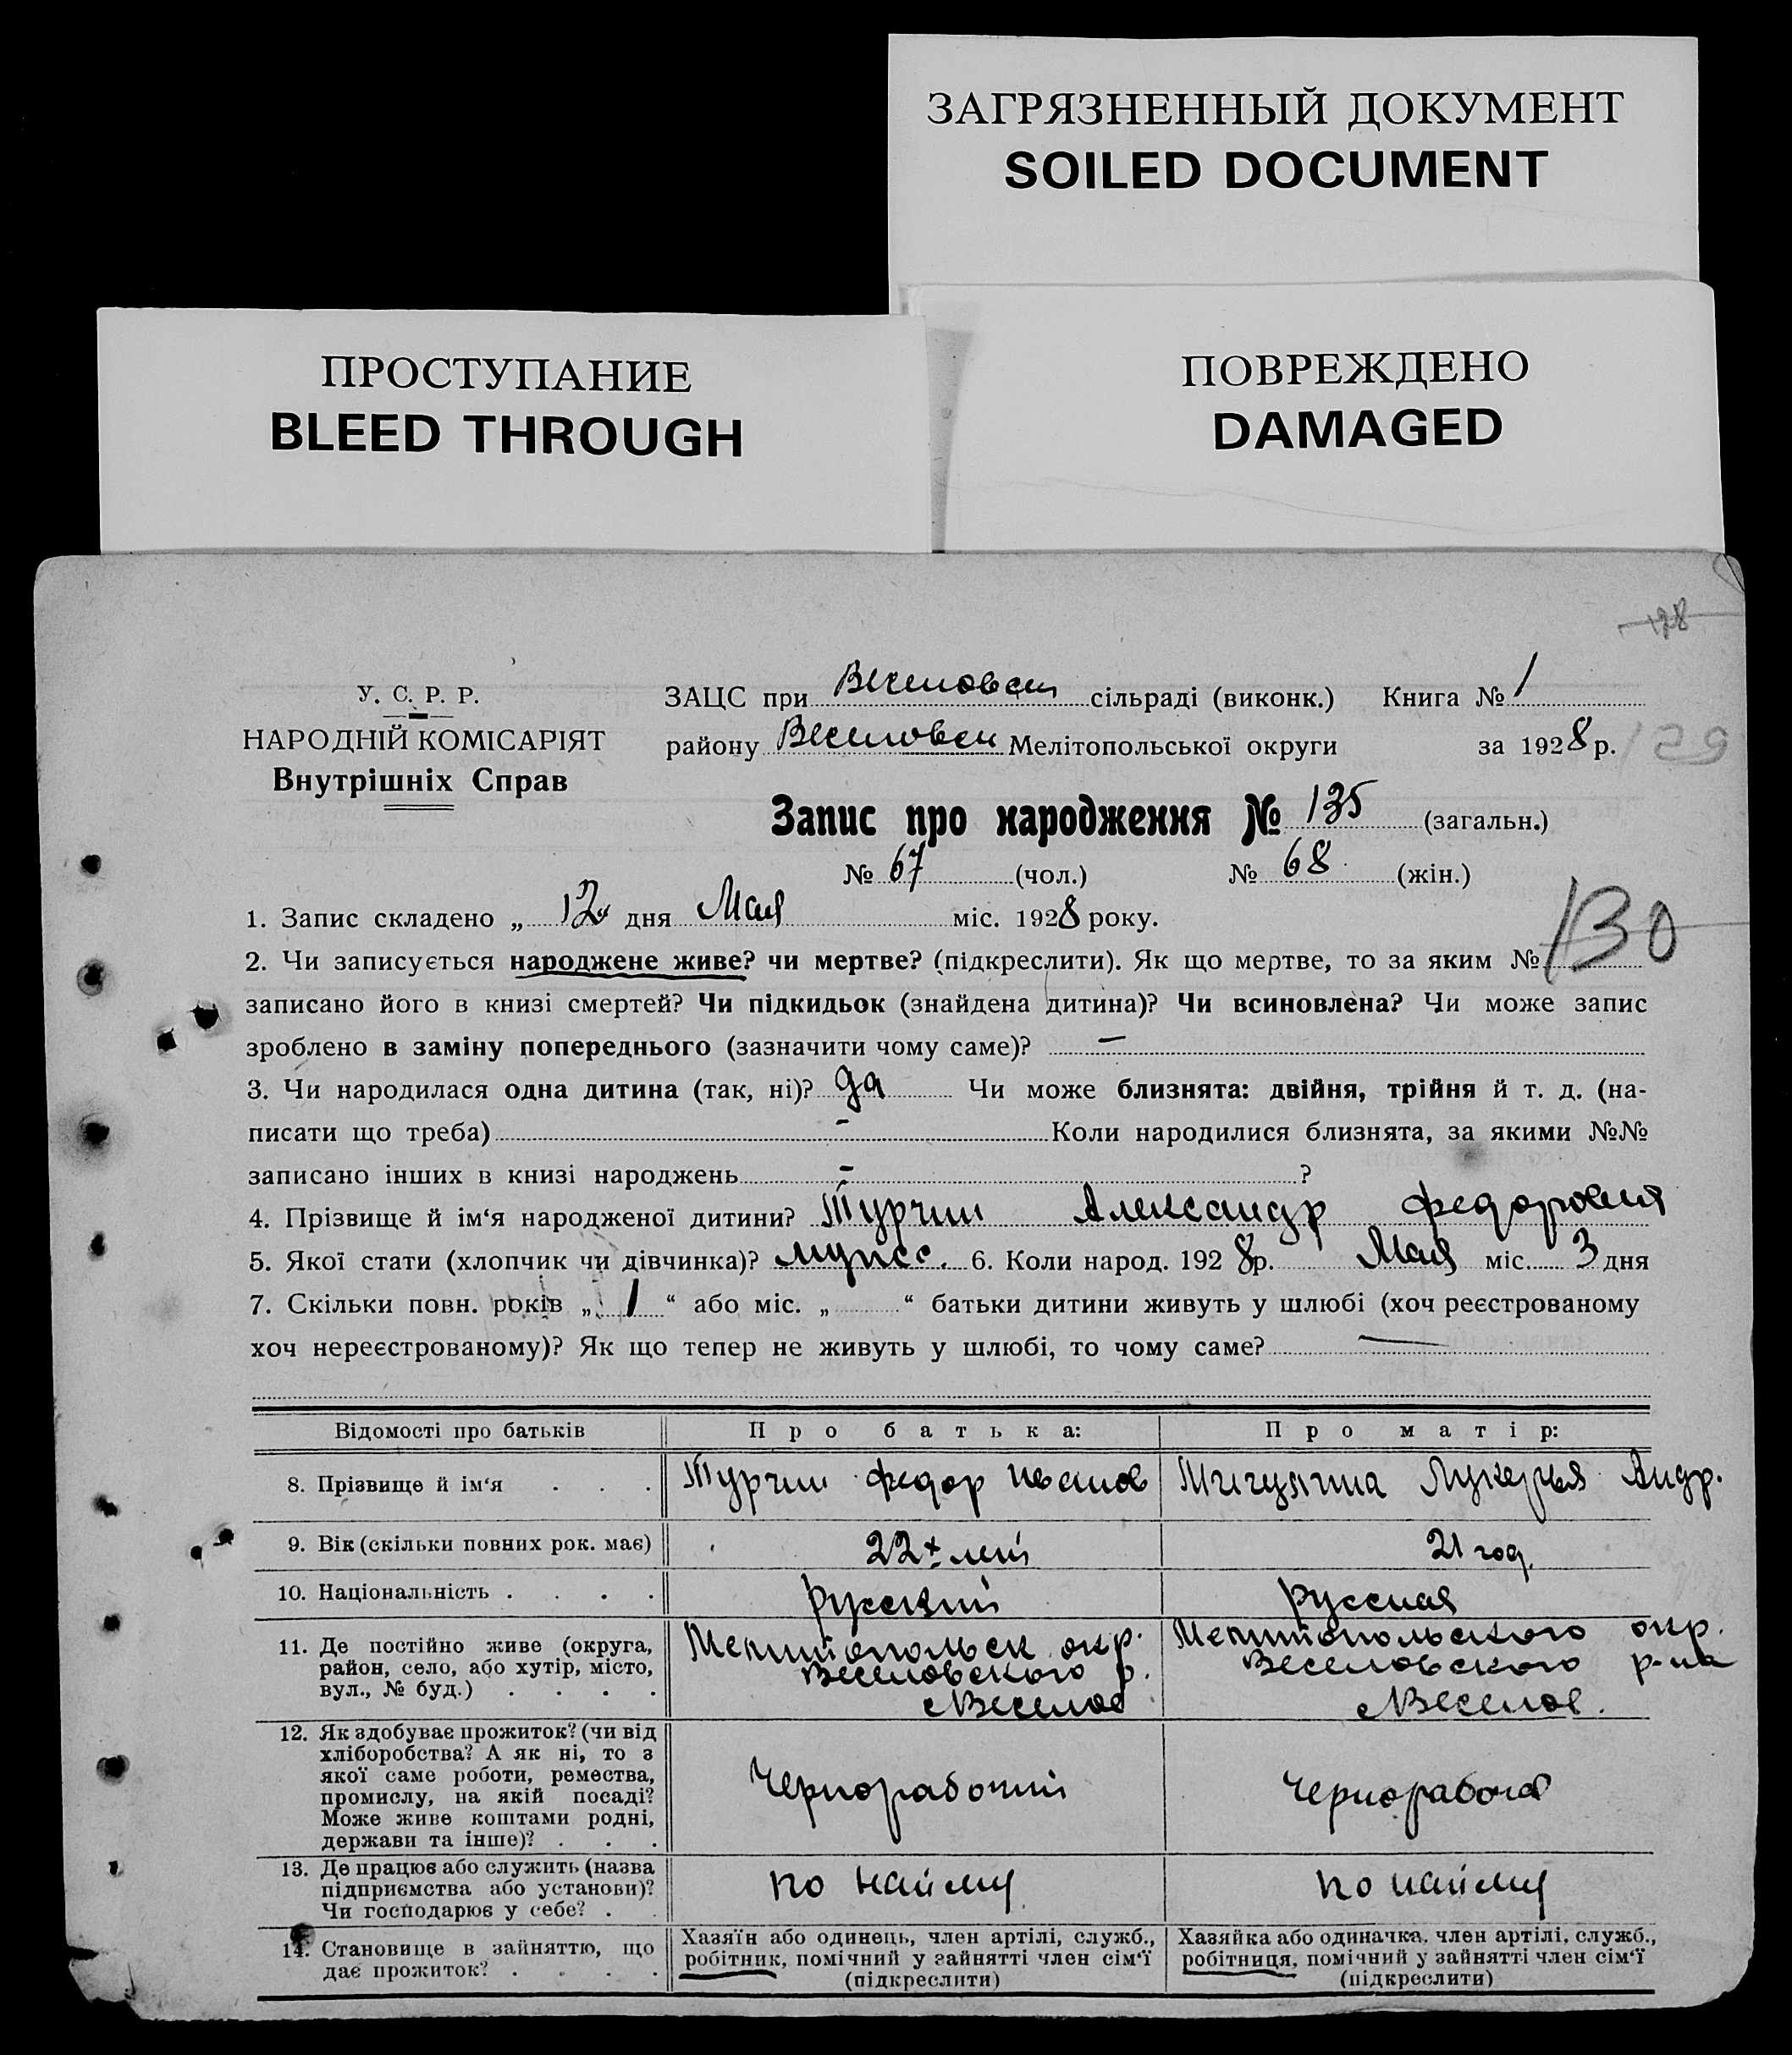 ЗАГРЯЗНЕННЫЙ ДОКУМЕНТ
SOILED DOCUMENT
ПРОСТУПАНИЕ
BLEED THROUGH
ПОВРЕЖДЕНО
DAMAGED
128
У. С. Р. Р.
НАРОДНІЙ КОМІСАРІЯТ
Внутрішніх Справ
ЗАЦС при Веселовск сільраді (виконк.) Книга № 1
району Веселовск Мелітопольської округи за 1928 р.
129
Запис про народження № 135 (загальн.)
№ 67 (чол.) № 68 (жін.)
130
1. Запис складено „ 12 дня Мая міс. 1928 року.
2. Чи записується народжене живе? чи мертве? (підкреслити). Як що мертве, то за яким №
записано його в книзі смертей? Чи підкидьок (знайдена дитина)? Чи всиновлена? Чи може запис
зроблено в заміну попереднього (зазначити чому саме)? —
3. Чи народилася одна дитина (так, ні)? да Чи може близнята: двійня, трійня й т. д. (на-
писати що треба) - Коли народилися близнята, за якими №№
записано інших в книзі народжень - ?
4. Прізвище й ім‘я народженої дитини? Турчин Александр Федорович
5. Якої стати (хлопчик чи дівчинка)? 6. Коли народ. 1928 р. Мая міс. 3 дня
7. Скільки повн. років „ 1 “ або міс. „ “ батьки дитини живуть у шлюбі (хоч реєстрованому
хоч нереєстрованому)? Як що тепер не живуть у шлюбі, то чому саме? —
Відомості про батьків Про батька: Про матір:
8. Прізвище й ім‘я . . . Турчин Федор Иванов Лукерья Андр.
9. Вік (скільки повних рок. має) 22х лет 21 год.
10. Національність . . . . русский русская
11. Де постійно живе (округа, район, село, або хутір, місто, вул., № буд.) . . . .
Мелитопольск окр. Веселовского р. с Веселое
Мелитопольского окр. Веселовского р-на с Веселое.
12. Як здобуває прожиток? (чи від хліборобства? А як ні, то з якої саме роботи, ремества, промислу, на якій посаді? Може живе коштами родні, держави та інше)? . . .
Чернорабочий
Чернорабочая
13. Де працює або служить (назва підприємства або установи)? Чи господарює у себе? .
по найму
по найму
14. Становище в зайняттю, що дає прожиток? . . . .
Хазяїн або одинець, член артілі, служб., робітник, помічний у зайнятті член сім‘ї (підкреслити)
Хазяйка або одиначка, член артілі, служб., робітниця, помічний у зайнятті член сім‘ї (підкреслити)